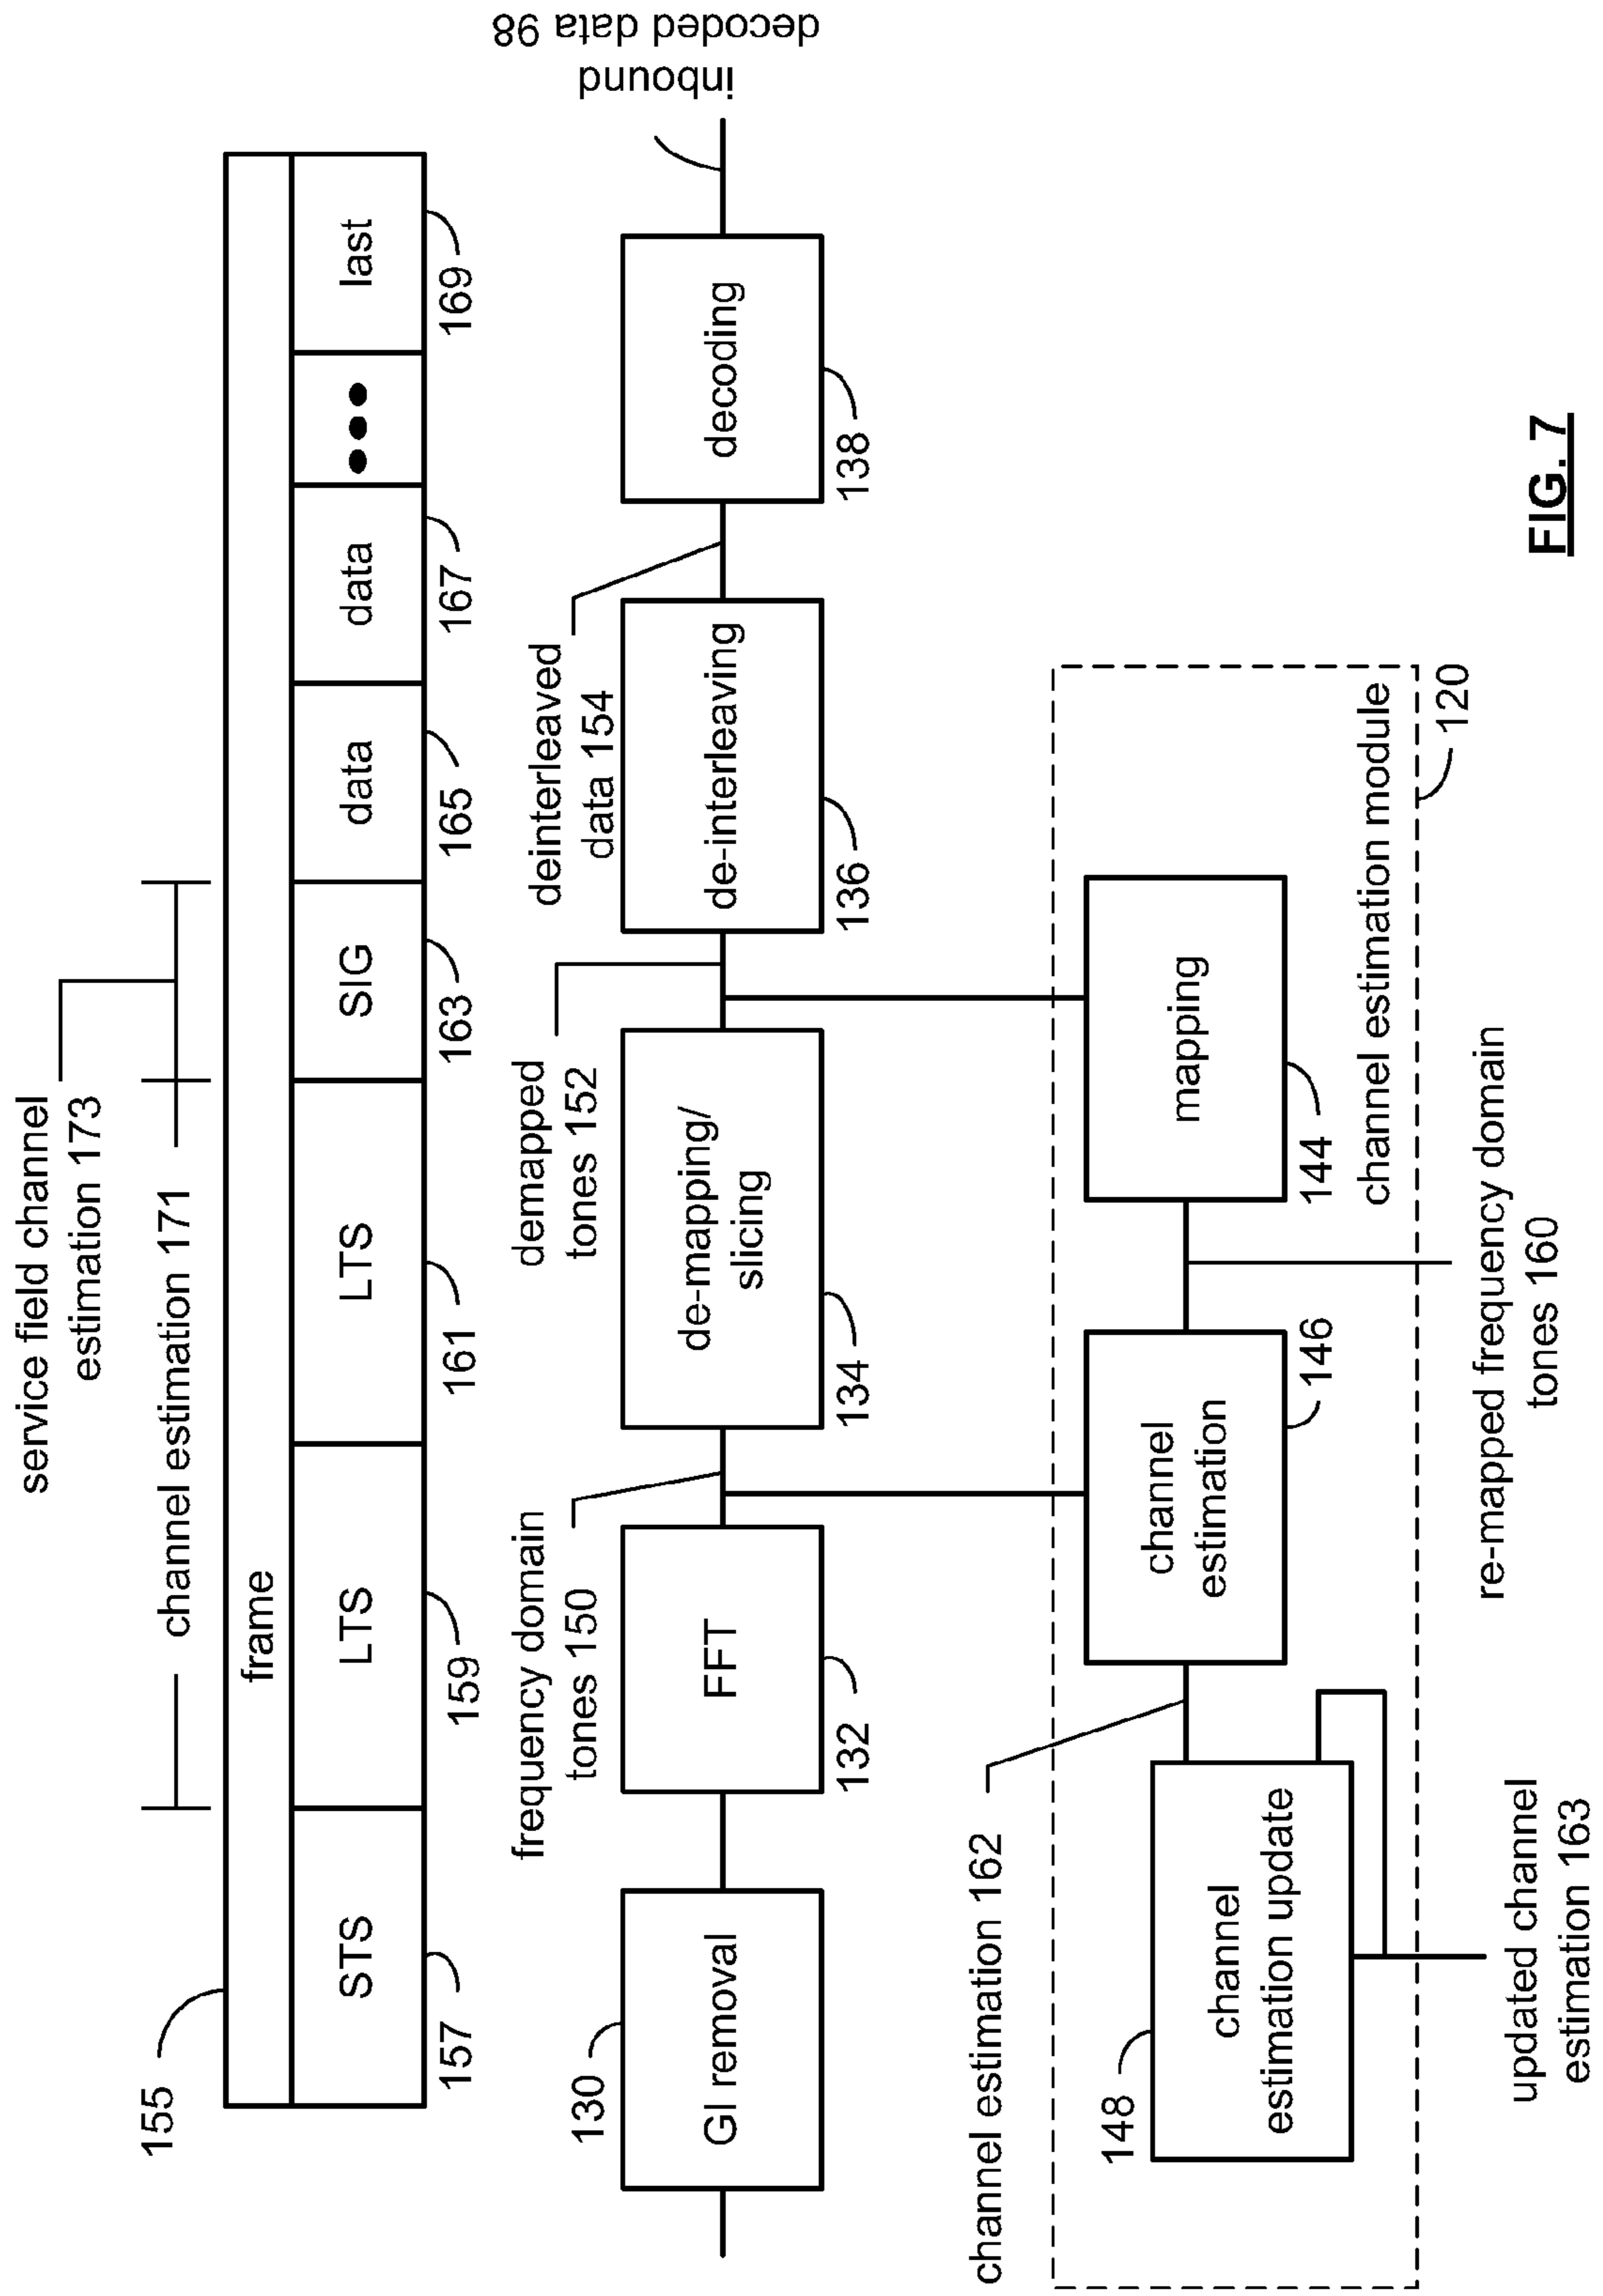 service field channel
estimation 173
channel estimation 171
155
frame
STS
LTS
LTS
SIG
data
data
last
157
159
161
163
165
167
169
frequency domain
tones 150
demapped
tones 152
deinterleaved
data 154
inbound
decoded data 98
130
GI removal
FFT
de-mapping/
slicing
de-interleaving
decoding
132
134
136
138
channel estimation 162
148
channel
estimation update
channel
estimation
mapping
146
144
channel estimation module
120
updated channel
estimation 163
re-mapped frequency domain
tones 160
FIG. 7